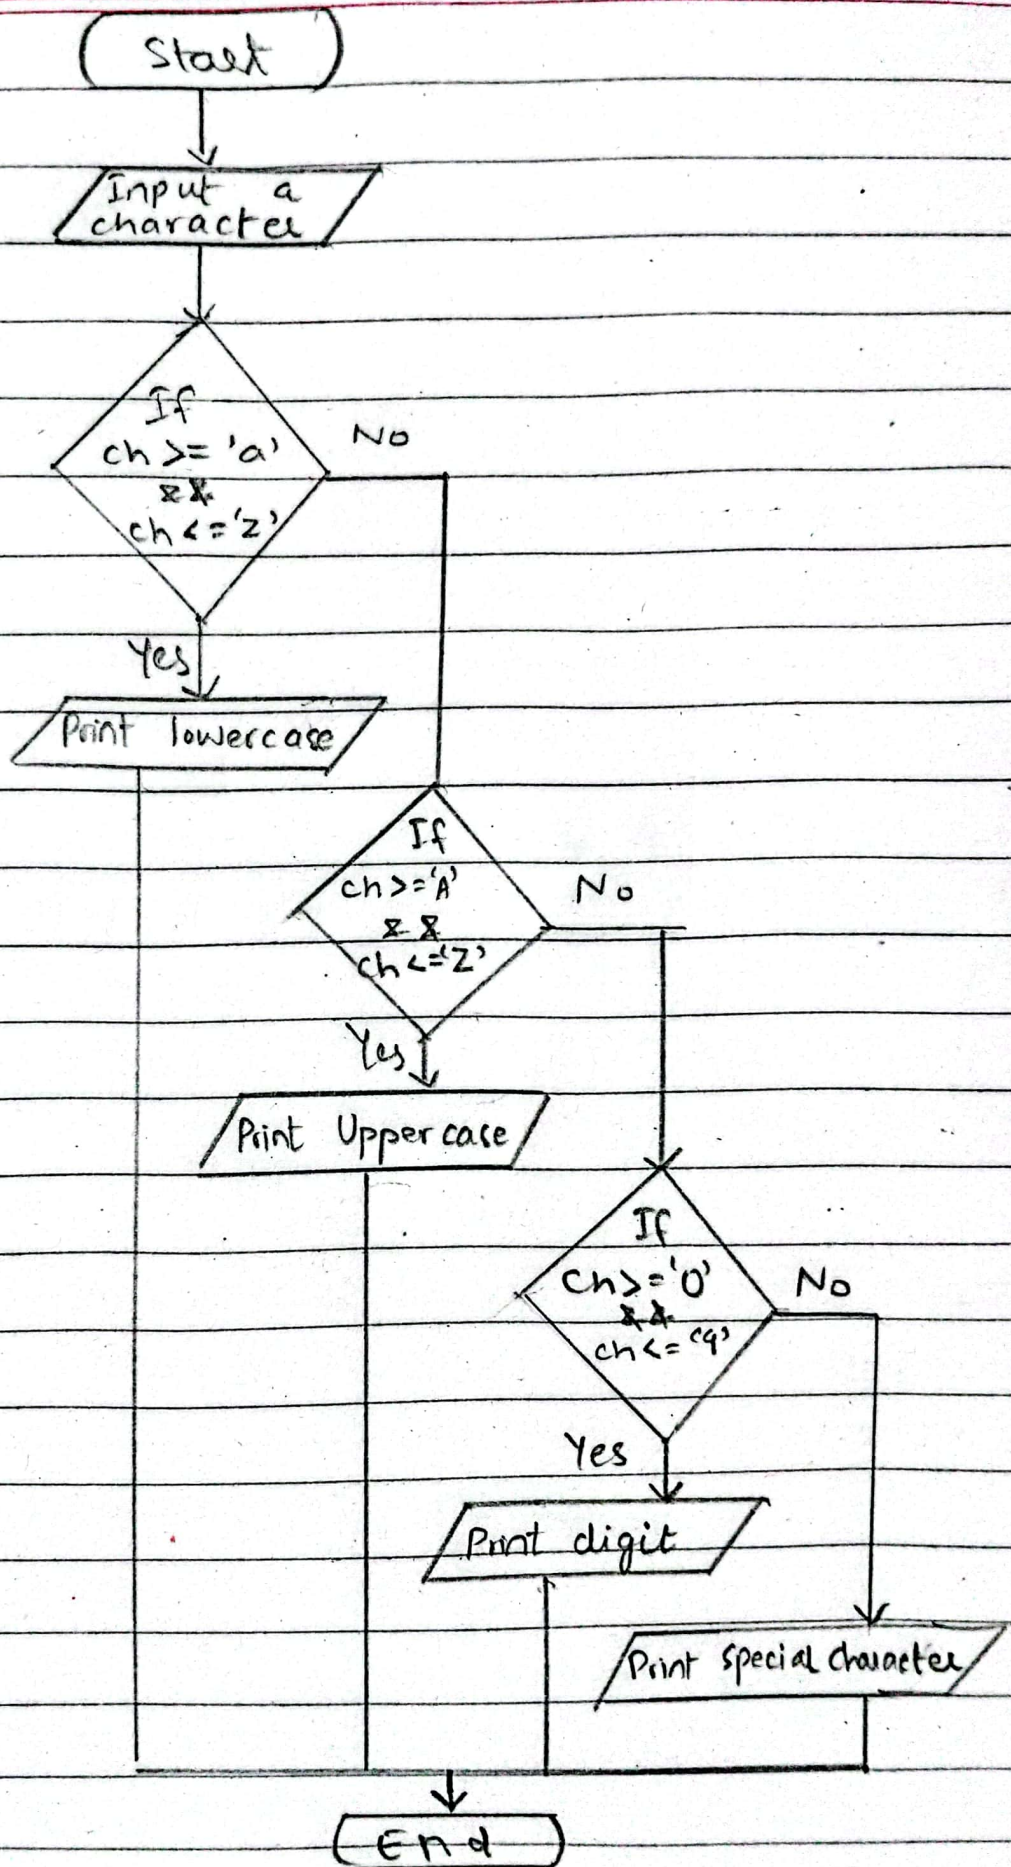 Start
Input a
character
If
ch >= 'a'
&&
ch <= 'z'
No
Yes
Print lowercase
If
ch >= 'A'
&&
ch <= 'Z'
No
Yes
Print Uppercase
If
Ch >= '0'
&&
ch <= '9'
No
Yes
Print digit
Print special character
End